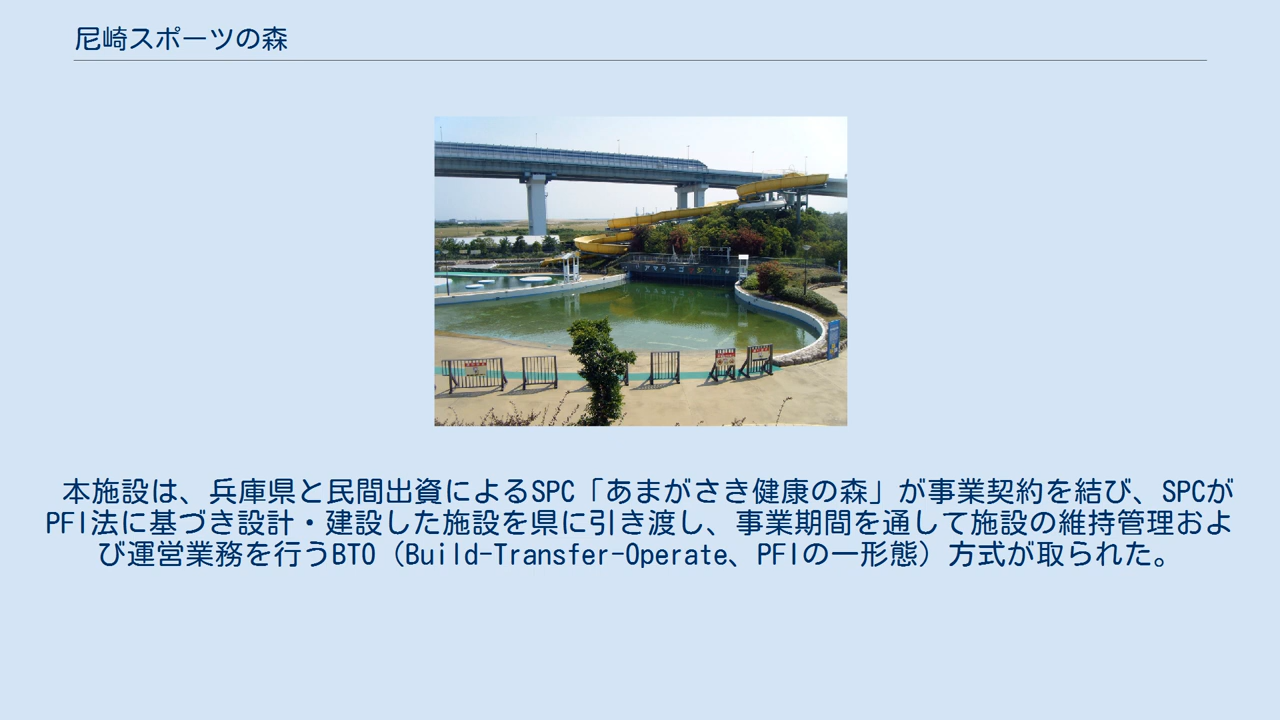 尼崎スポーツの森
アマラーゴ
本施設は、兵庫県と民間出資によるSPC「あまがさき健康の森」が事業契約を結び、SPCが
PFI法に基づき設計・建設した施設を県に引き渡し、事業期間を通して施設の維持管理およ
び運営業務を行うBTO（Build-Transfer-Operate、PFIの一形態）方式が取られた。